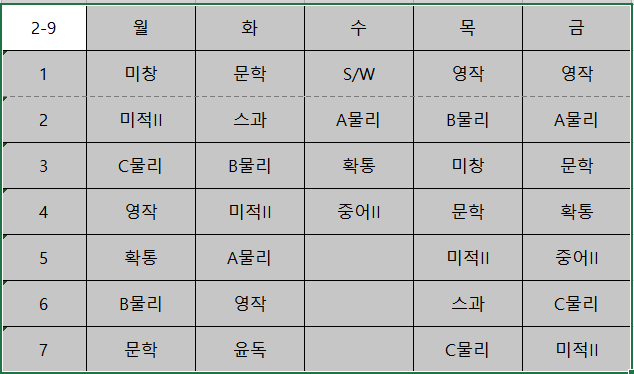 2-9 월 화 수 목 금
1 미창 문학 S/W 영작 영작
2 미적II 스과 A물리 B물리 A물리
3 C물리 B물리 확통 미창 문학
4 영작 미적II 중어II 문학 확통
5 확통 A물리 미적II 중어II
6 B물리 영작 스과 C물리
7 문학 윤독 C물리 미적II